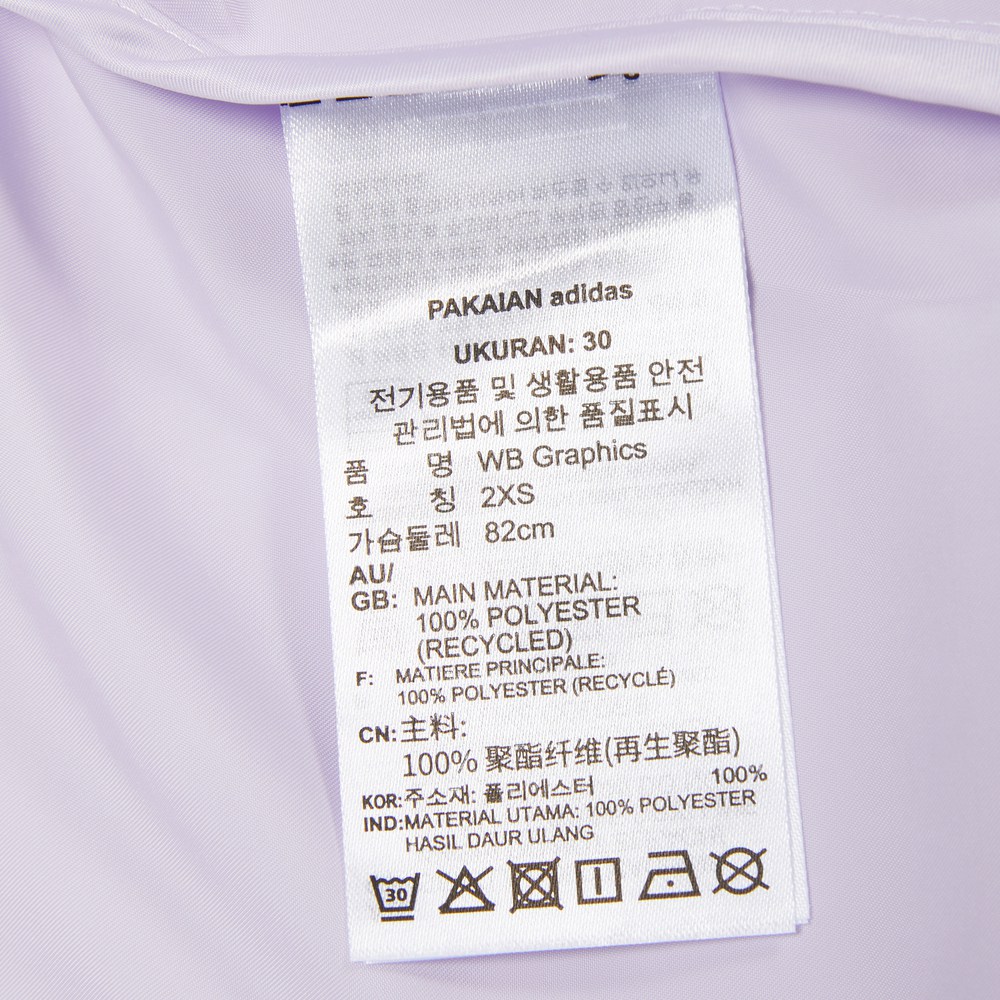 PAKAIAN adidas
UKURAN: 30
전기용품 및 생활용품 안전
관리법에 의한 품질표시
품 명 WB Graphics
호 칭 2XS
가슴둘레 82cm
AU/
GB: MAIN MATERIAL:
100% POLYESTER
(RECYCLED)
F: MATIERE PRINCIPALE:
100% POLYESTER (RECYCLÉ)
CN: 主料:
100% 聚酯纤维(再生聚酯)
KOR:주소재: 폴리에스터 100%
IND:MATERIAL UTAMA: 100% POLYESTER
HASIL DAUR ULANG
30